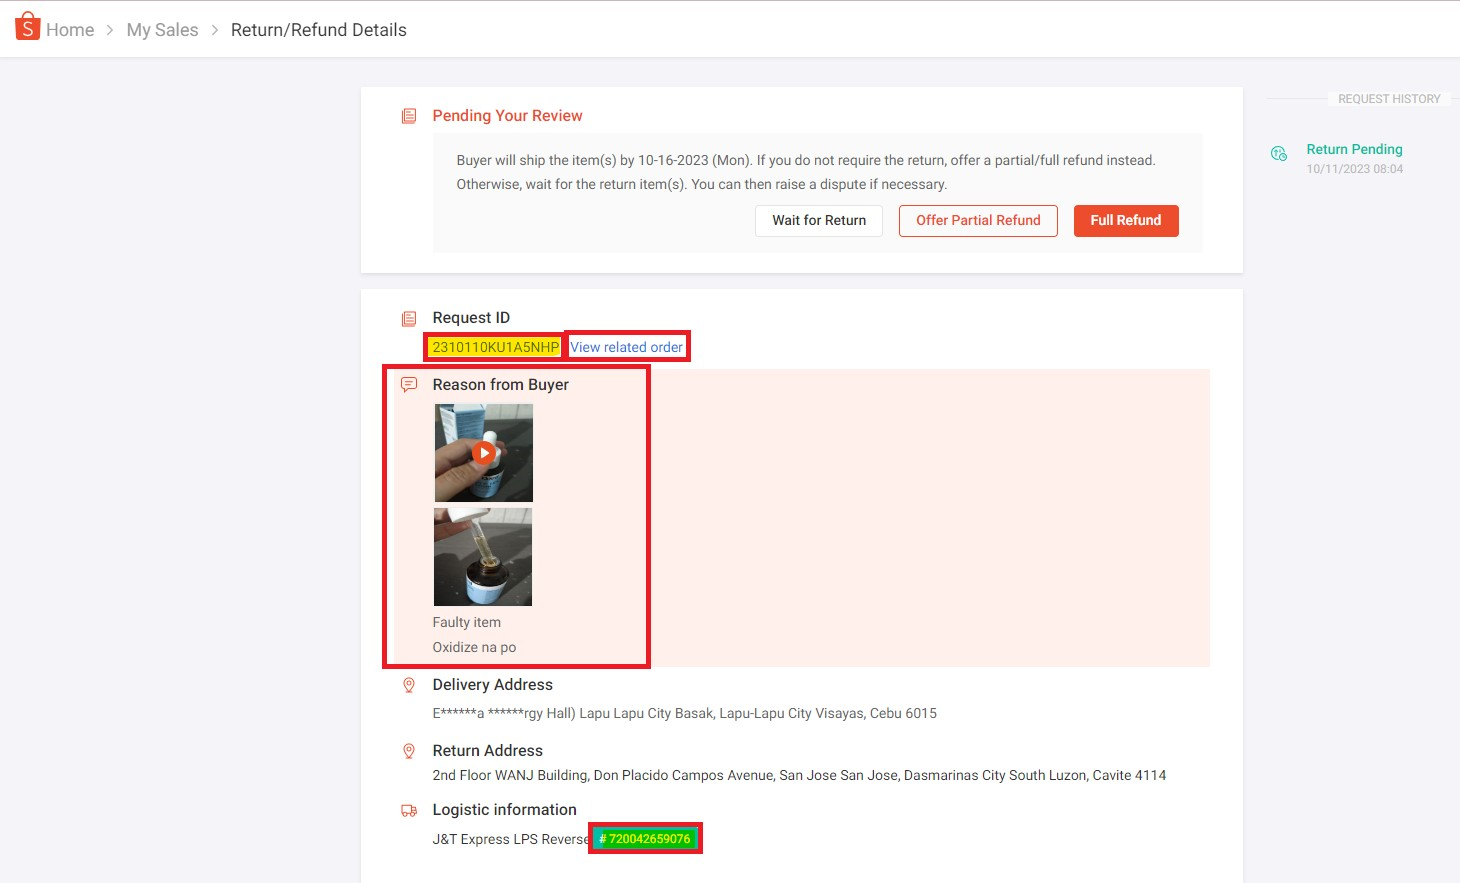 S Home > My Sales > Return/Refund Details
REQUEST HISTORY
Return Pending
10/11/2023 08:04
Pending Your Review
Buyer will ship the item(s) by 10-16-2023 (Mon). If you do not require the return, offer a partial/full refund instead.
Otherwise, wait for the return item(s). You can then raise a dispute if necessary.
Wait for Return Offer Partial Refund Full Refund
Request ID
2310110KU1A5NHP View related order
Reason from Buyer
Faulty item
Oxidize na po
Delivery Address
E******a ******rgy Hall) Lapu Lapu City Basak, Lapu-Lapu City Visayas, Cebu 6015
Return Address
2nd Floor WANJ Building, Don Placido Campos Avenue, San Jose San Jose, Dasmarinas City South Luzon, Cavite 4114
Logistic information
J&T Express LPS Reverse # 720042659076